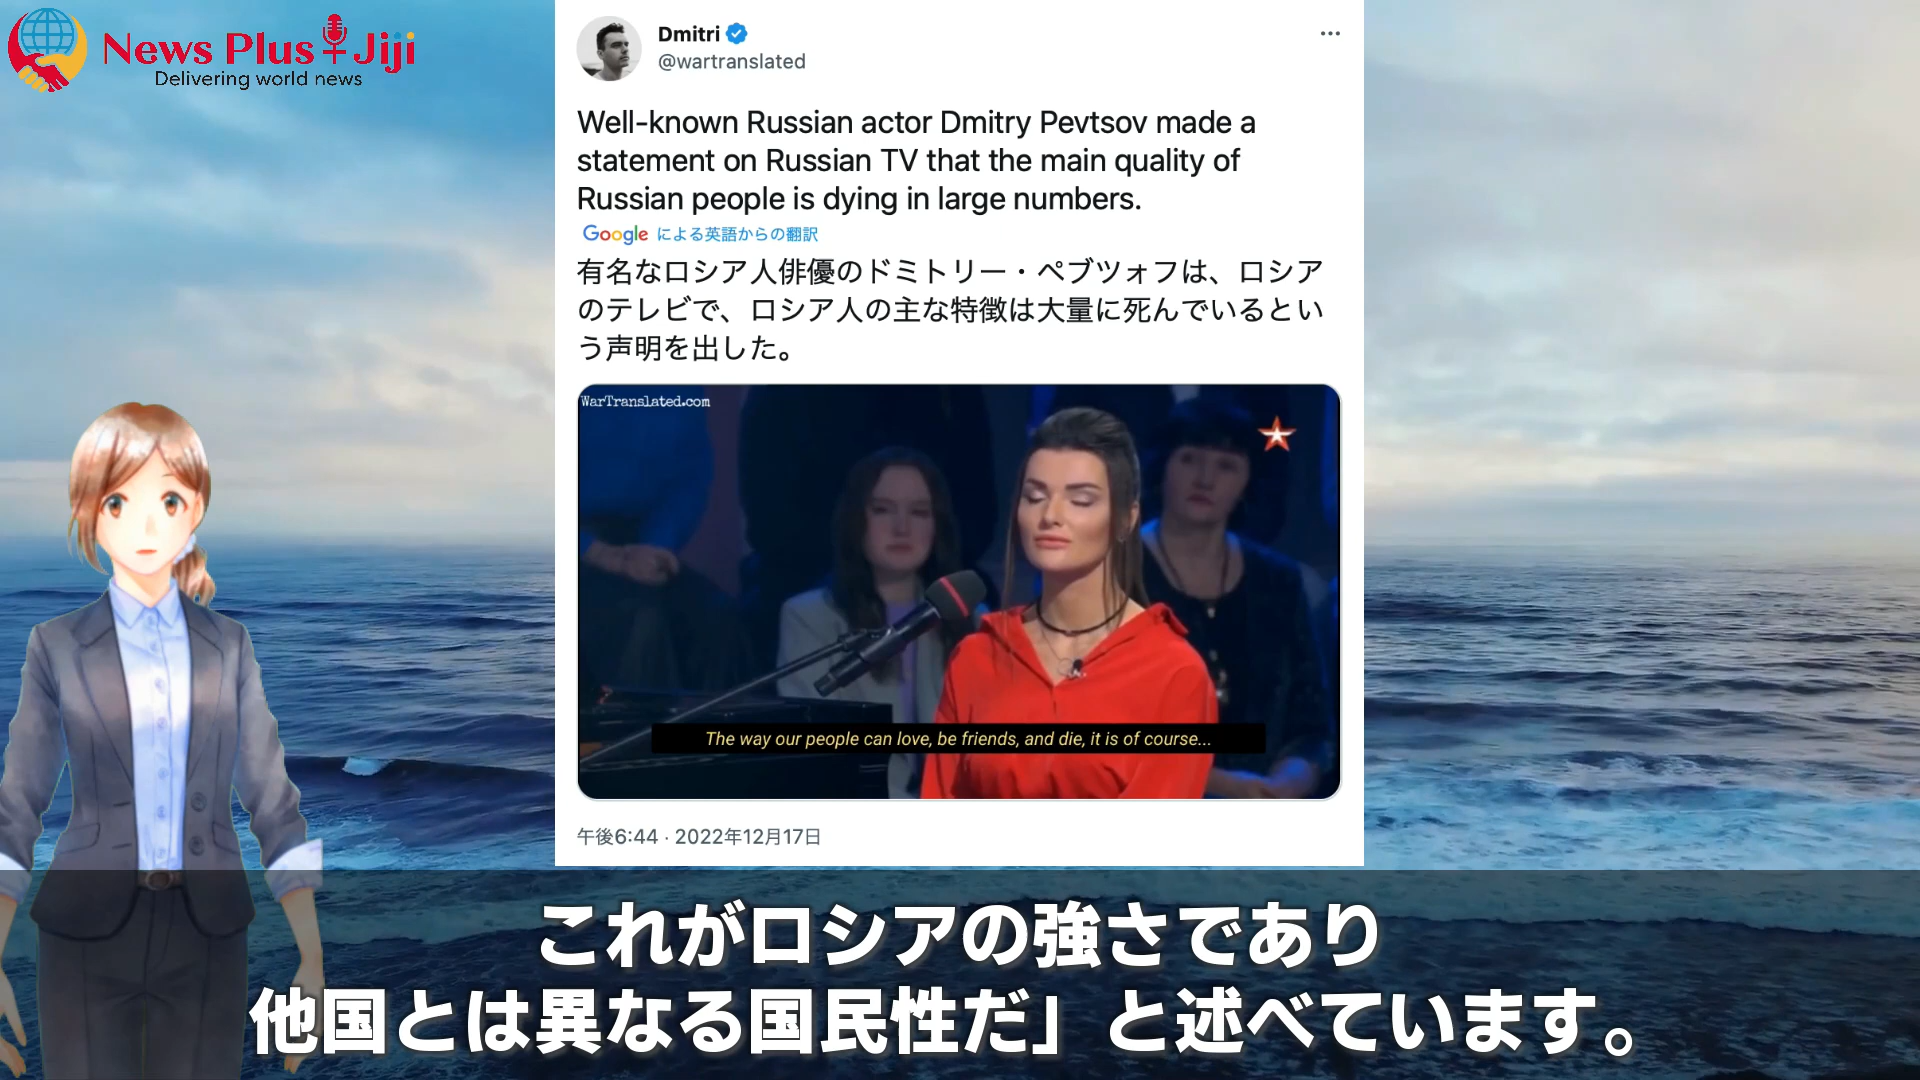 News Plus Jiji
Delivering world news
Dmitri
@wartranslated
Well-known Russian actor Dmitry Pevtsov made a
statement on Russian TV that the main quality of
Russian people is dying in large numbers.
Google による英語からの翻訳
有名なロシア人俳優のドミトリー・ペブツォフは、ロシア
のテレビで、ロシア人の主な特徴は大量に死んでいるとい
う声明を出した。
WarTranslated.com
The way our people can love, be friends, and die, it is of course...
午後6:44 · 2022年12月17日
これがロシアの強さであり
他国とは異なる国民性だ」と述べています。